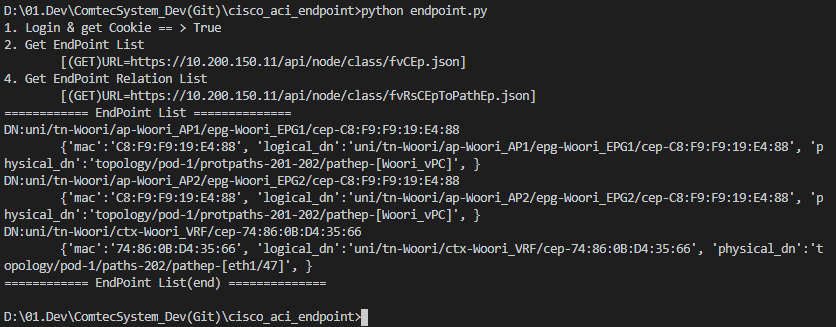 D:\01.Dev\ComtecSystem_Dev(Git)\cisco_aci_endpoint>python endpoint.py
1. Login & get Cookie == > True
2. Get EndPoint List
        [(GET)URL=https://10.200.150.11/api/node/class/fvCEp.json]
4. Get EndPoint Relation List
        [(GET)URL=https://10.200.150.11/api/node/class/fvRsCEpToPathEp.json]
============ EndPoint List ==============
DN:uni/tn-Woori/ap-Woori_AP1/epg-Woori_EPG1/cep-C8:F9:F9:19:E4:88
        {'mac':'C8:F9:F9:19:E4:88', 'logical_dn':'uni/tn-Woori/ap-Woori_AP1/epg-Woori_EPG1/cep-C8:F9:F9:19:E4:88', 'p
hysical_dn':'topology/pod-1/protpaths-201-202/pathep-[Woori_vPC]', }
DN:uni/tn-Woori/ap-Woori_AP2/epg-Woori_EPG2/cep-C8:F9:F9:19:E4:88
        {'mac':'C8:F9:F9:19:E4:88', 'logical_dn':'uni/tn-Woori/ap-Woori_AP2/epg-Woori_EPG2/cep-C8:F9:F9:19:E4:88', 'p
hysical_dn':'topology/pod-1/protpaths-201-202/pathep-[Woori_vPC]', }
DN:uni/tn-Woori/ctx-Woori_VRF/cep-74:86:0B:D4:35:66
        {'mac':'74:86:0B:D4:35:66', 'logical_dn':'uni/tn-Woori/ctx-Woori_VRF/cep-74:86:0B:D4:35:66', 'physical_dn':'t
opology/pod-1/paths-202/pathep-[eth1/47]', }
============ EndPoint List(end) ==============
D:\01.Dev\ComtecSystem_Dev(Git)\cisco_aci_endpoint>